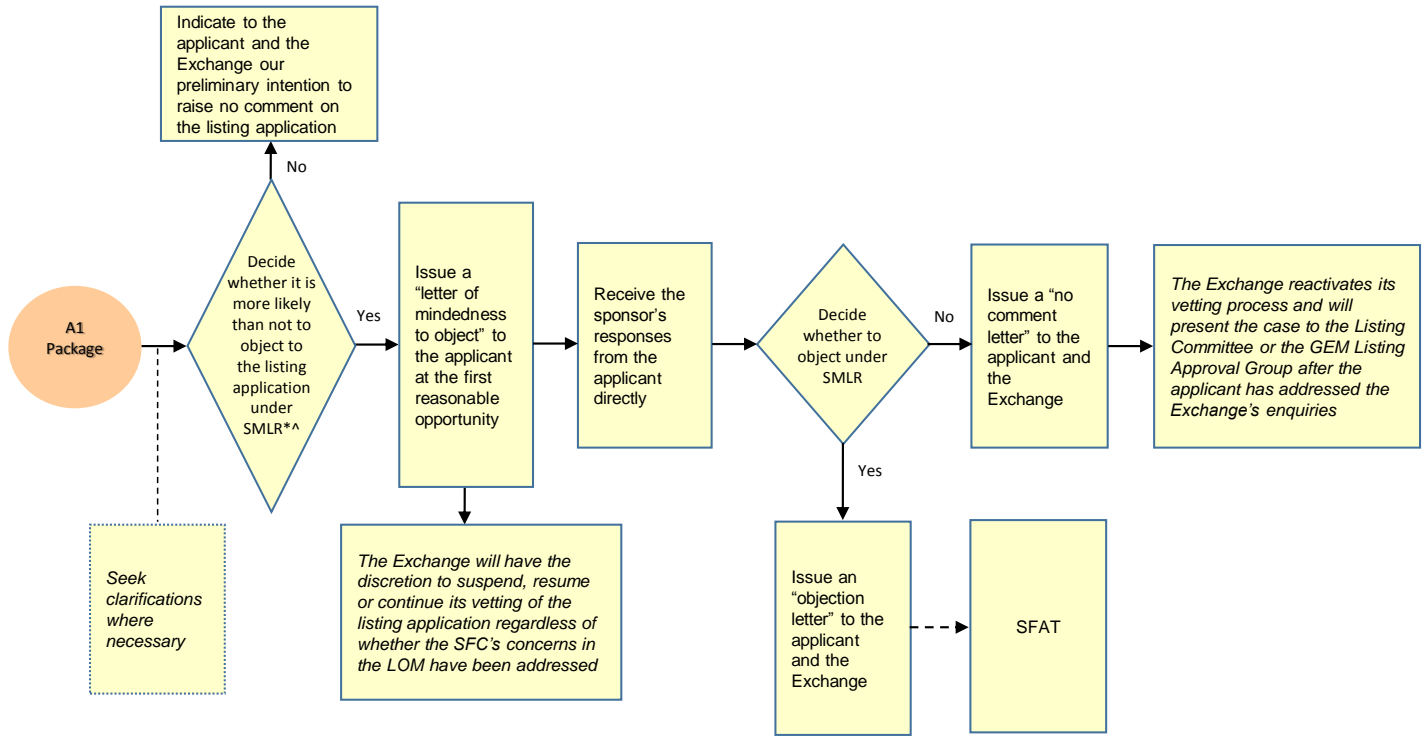 Indicate to the
applicant and the
Exchange our
preliminary intention to
raise no comment on
the listing application
No
A1
Package
Decide
whether it is
more likely
than not to
object to
the listing
application
under
SMLR*^
Yes
Issue a
“letter of
mindedness
to object” to
the applicant
at the first
reasonable
opportunity
Receive the
sponsor’s
responses
from the
applicant
directly
Decide
whether to
object under
SMLR
No
Issue a “no
comment
letter” to the
applicant and
the
Exchange
The Exchange reactivates its
vetting process and will
present the case to the Listing
Committee or the GEM Listing
Approval Group after the
applicant has addressed the
Exchange’s enquiries
Yes
Seek
clarifications
where
necessary
The Exchange will have the
discretion to suspend, resume
or continue its vetting of the
listing application regardless of
whether the SFC’s concerns in
the LOM have been addressed
Issue an
“objection
letter” to the
applicant
and the
Exchange
SFAT